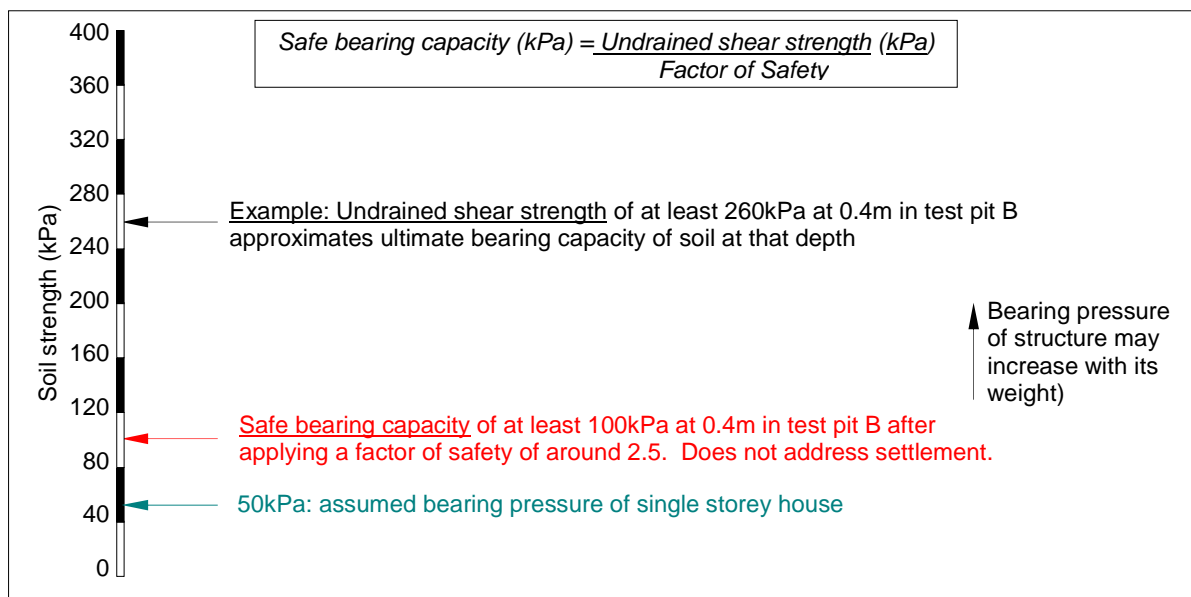 Safe bearing capacity (kPa) = Undrained shear strength (kPa)
Factor of Safety
400
360
320
280
240
200
160
120
80
40
0
Soil strength (kPa)
Example: Undrained shear strength of at least 260kPa at 0.4m in test pit B
approximates ultimate bearing capacity of soil at that depth
Bearing pressure
of structure may
increase with its
weight)
Safe bearing capacity of at least 100kPa at 0.4m in test pit B after
applying a factor of safety of around 2.5. Does not address settlement.
50kPa: assumed bearing pressure of single storey house